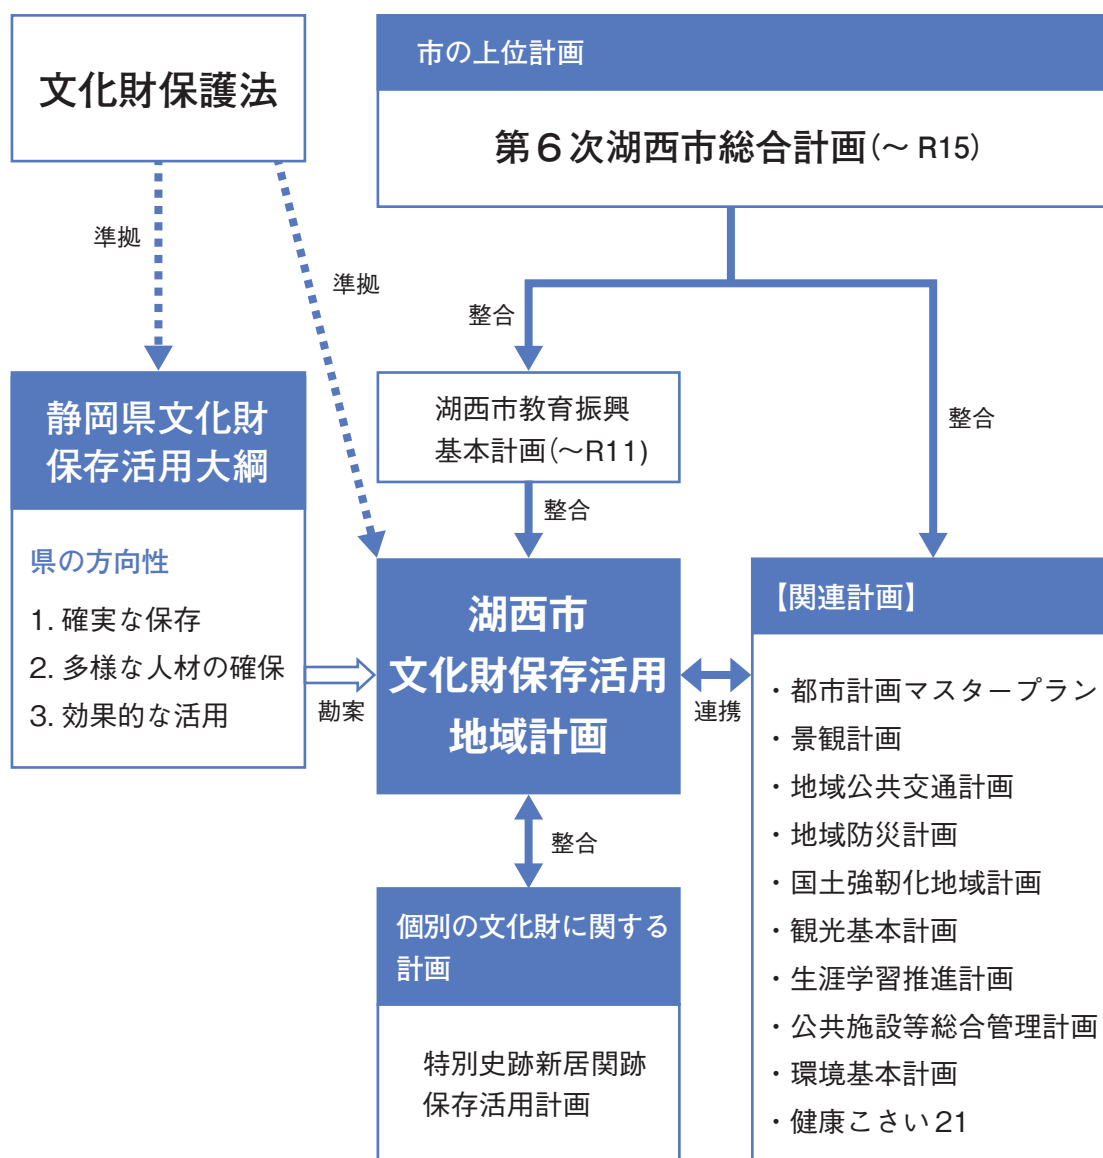 文化財保護法
市の上位計画
第6次湖西市総合計画(～R15)
準拠
準拠
整合
整合
静岡県文化財
保存活用大綱
県の方向性
1. 確実な保存
2. 多様な人材の確保
3. 効果的な活用
湖西市教育振興
基本計画(～R11)
整合
勘案
湖西市
文化財保存活用
地域計画
連携
整合
個別の文化財に関する
計画
特別史跡新居関跡
保存活用計画
【関連計画】
・都市計画マスタープラン
・景観計画
・地域公共交通計画
・地域防災計画
・国土強靭化地域計画
・観光基本計画
・生涯学習推進計画
・公共施設等総合管理計画
・環境基本計画
・健康こさい21